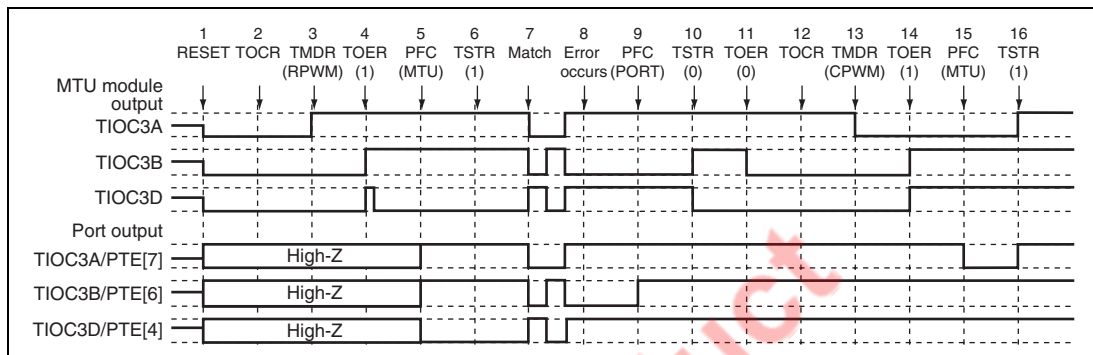 1 2 3 4 5 6 7 8 9 10 11 12 13 14 15 16
RESET TOCR TMDR TOER PFC TSTR Match Error PFC TSTR TOER TOCR TMDR TOER PFC TSTR
(RPWM) (1) (MTU) (1) occurs (PORT) (0) (0) (CPWM) (1) (MTU) (1)
MTU module
output
TIOC3A
TIOC3B
TIOC3D
Port output
TIOC3A/PTE[7] High-Z
TIOC3B/PTE[6] High-Z
TIOC3D/PTE[4] High-Z
uct